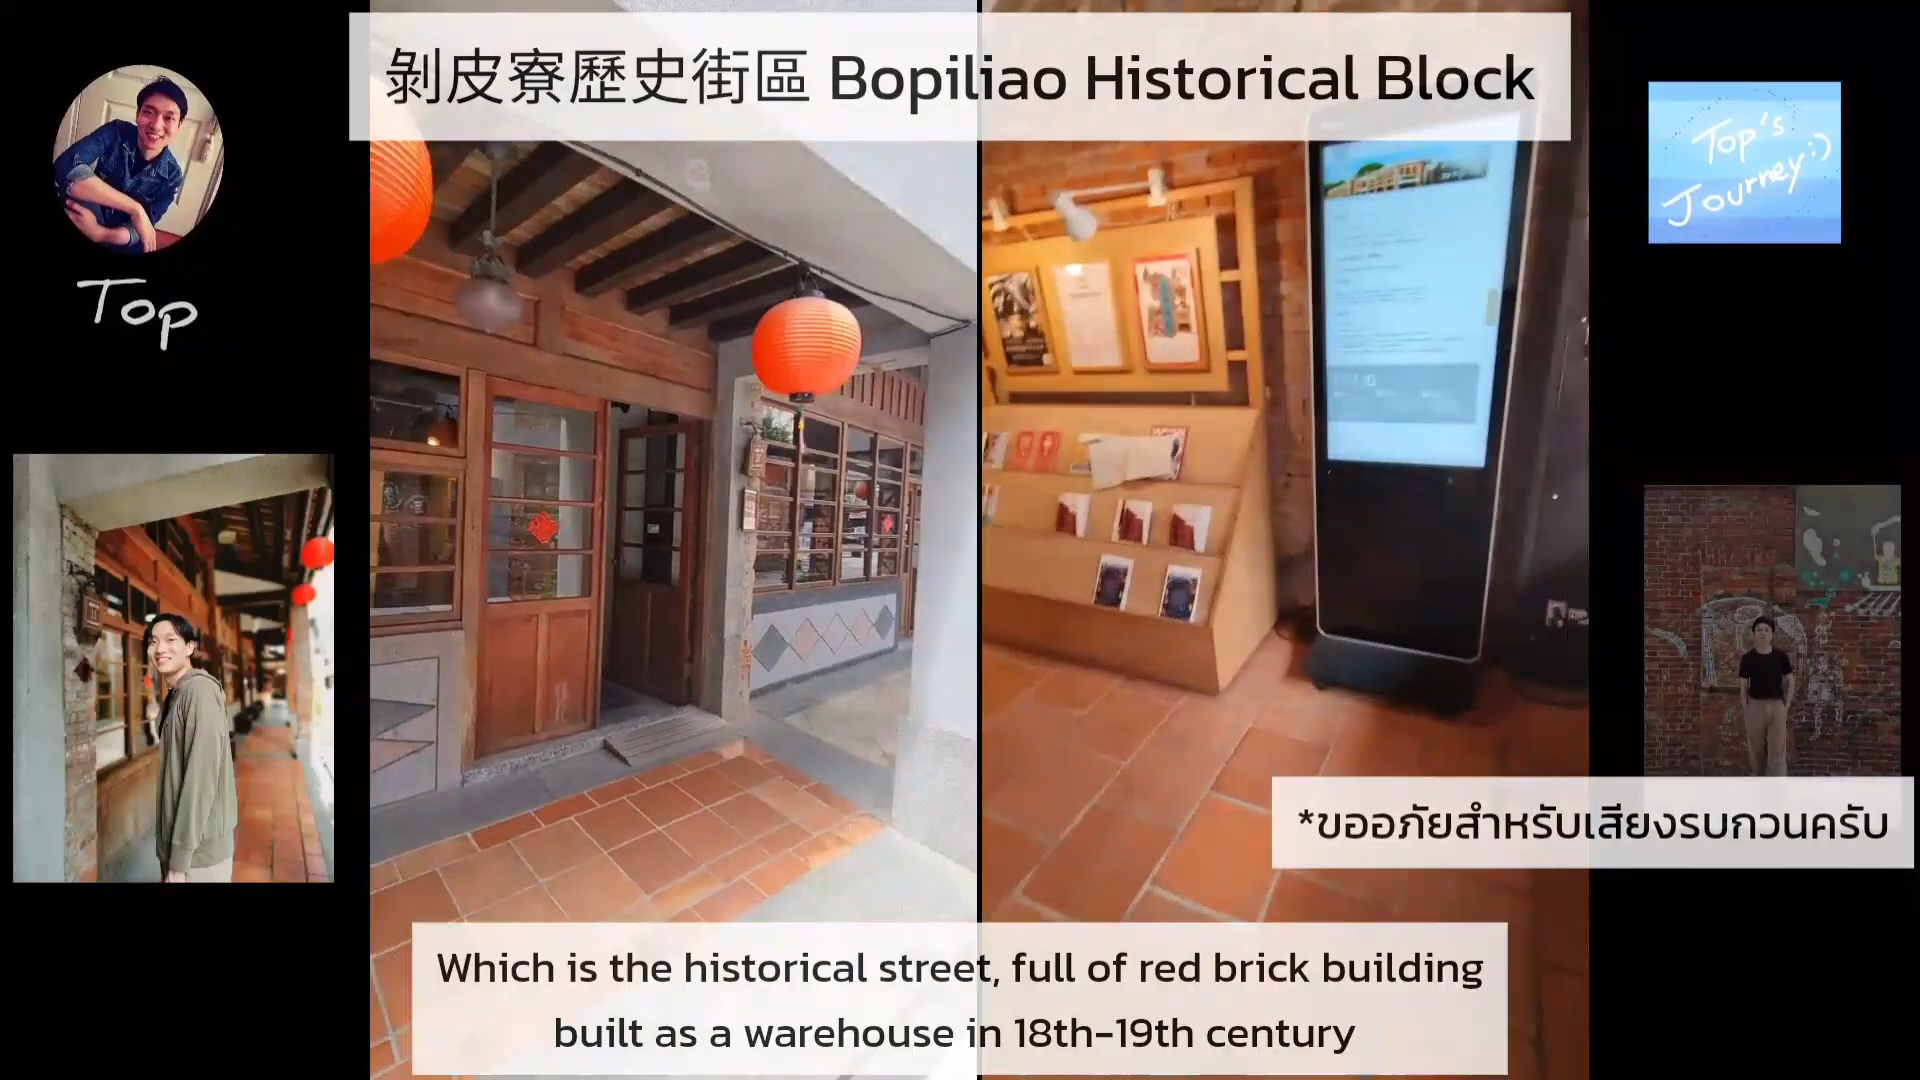 剝皮寮歷史街區 Bopiliao Historical Block
Top's
Journey:)
Top
*ขออภัยสำหรับเสียงรบกวนครับ
Which is the historical street, full of red brick building
built as a warehouse in 18th-19th century